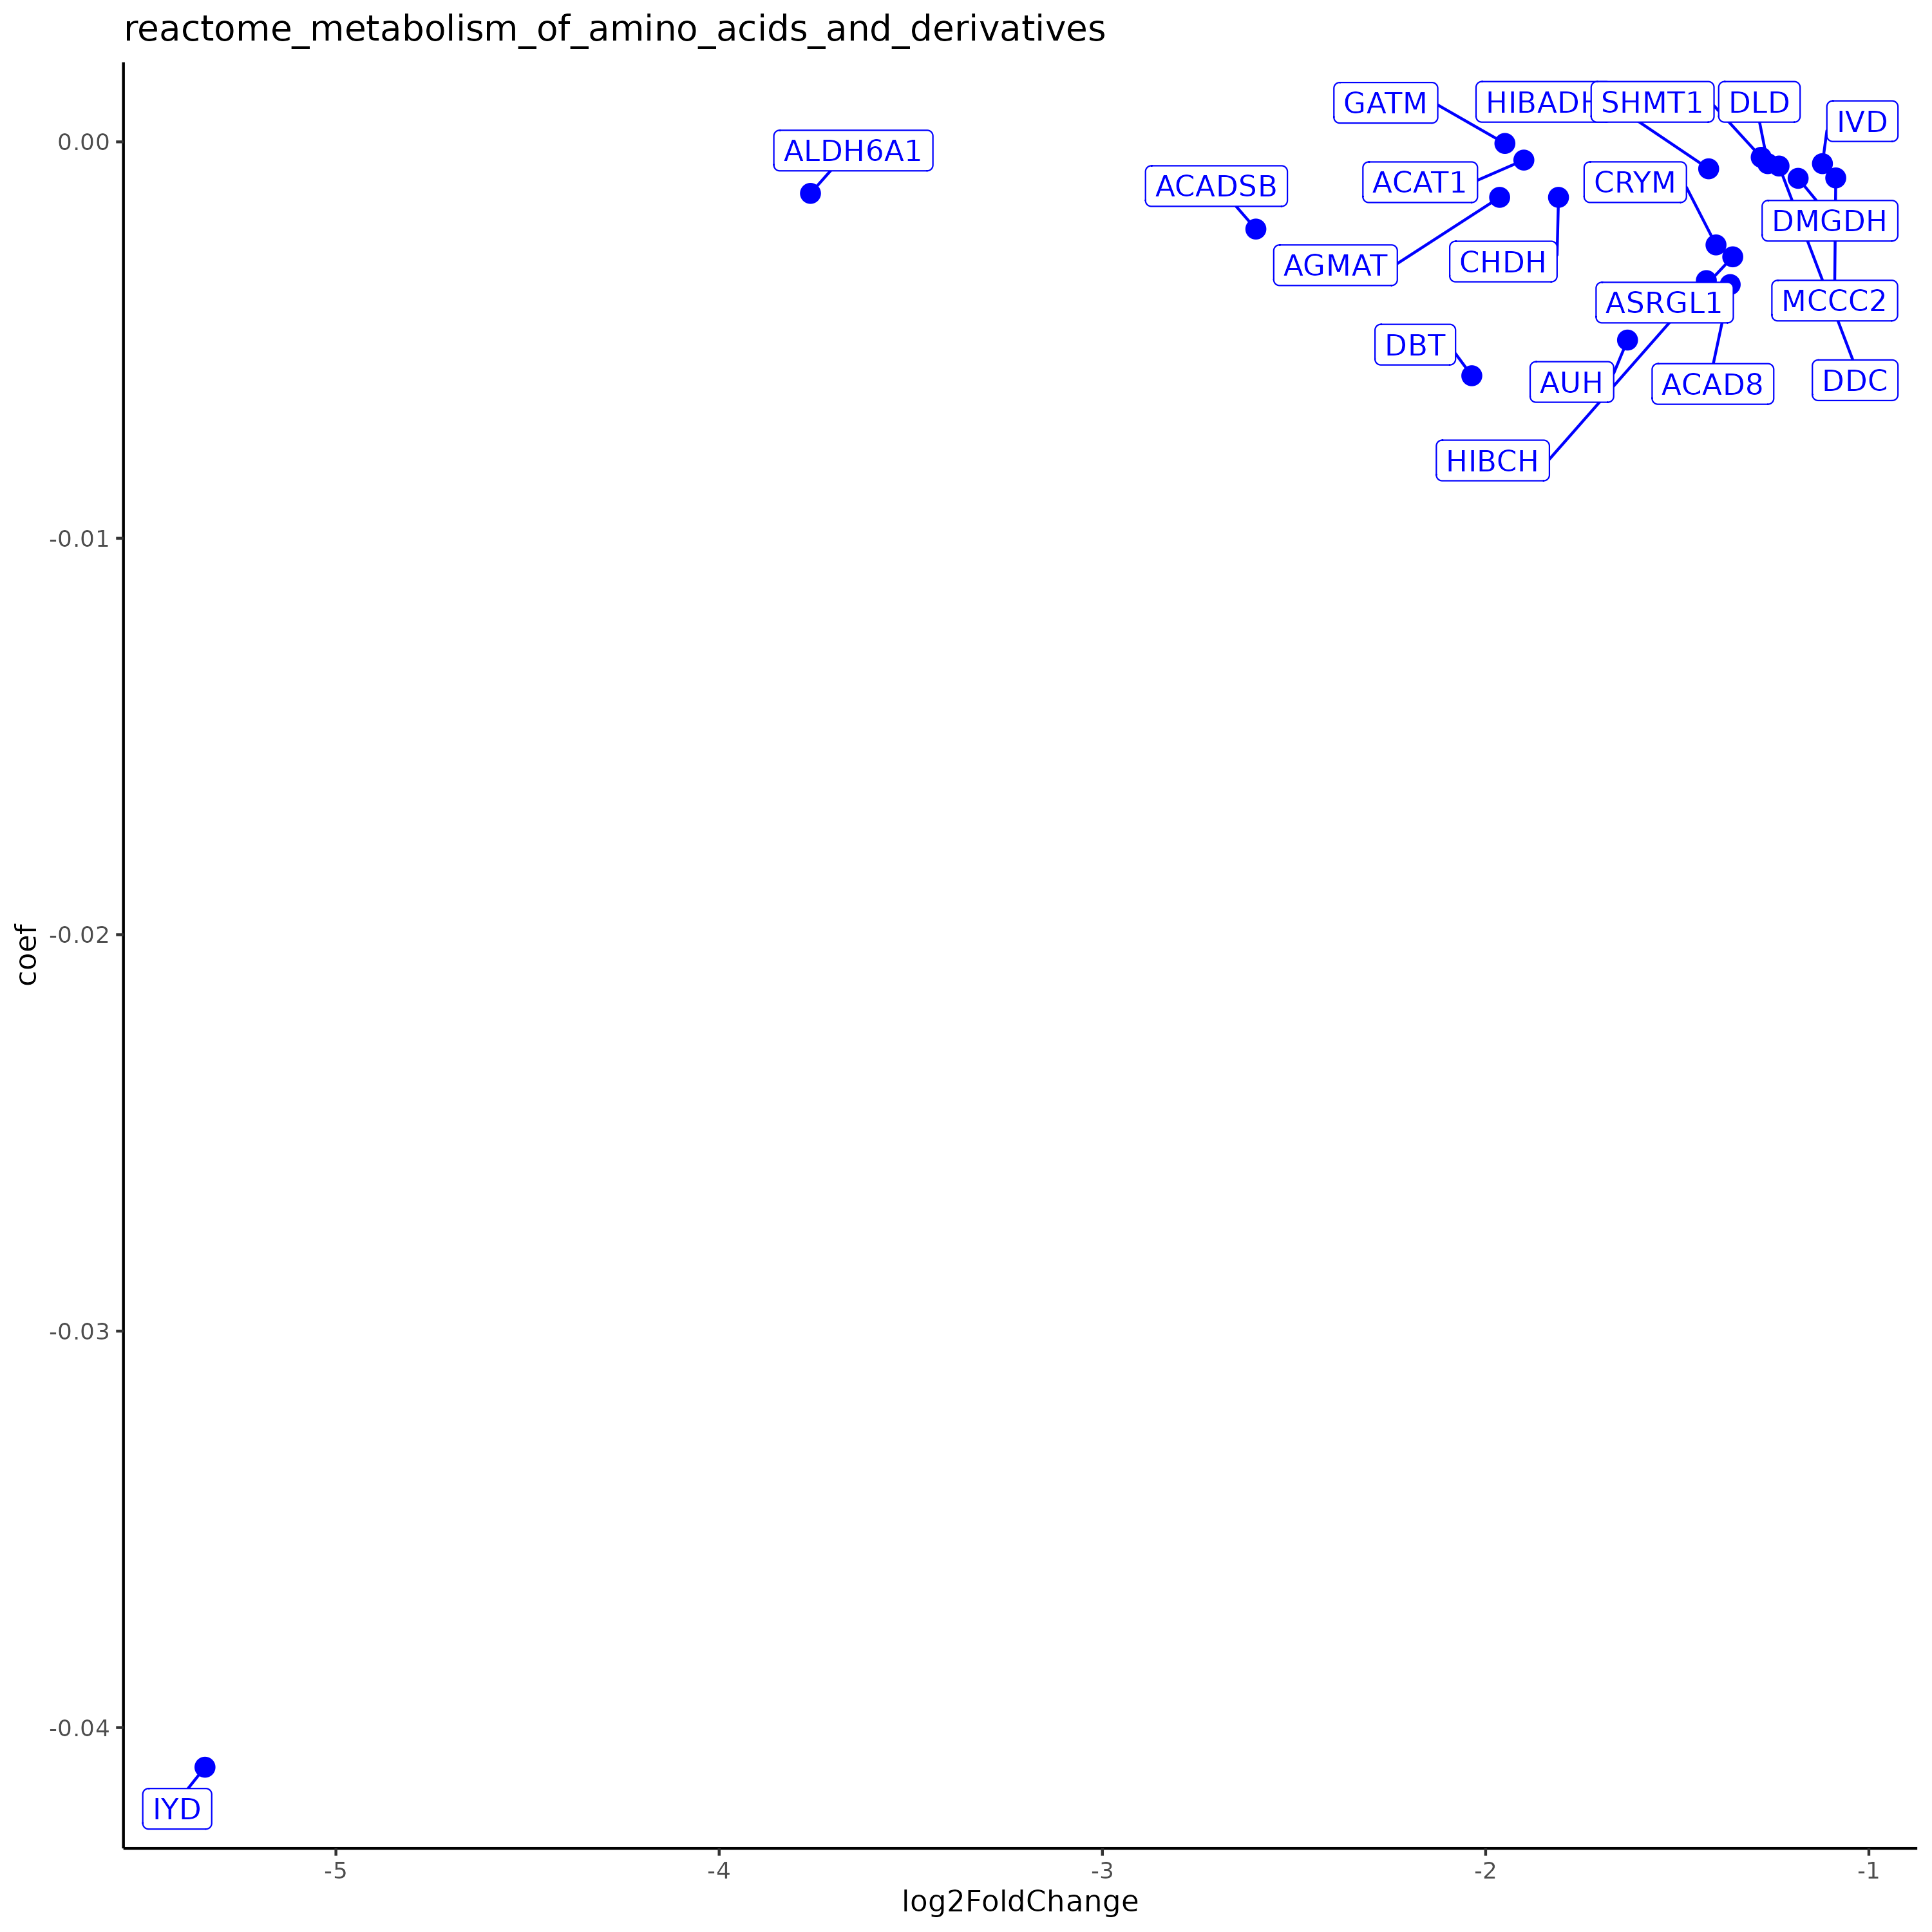 reactome_metabolism_of_amino_acids_and_derivatives
GATM
HIBADH
SHMT1
DLD
IVD
ALDH6A1
ACADSB
ACAT1
CRYM
DMGDH
AGMAT
CHDH
ASRGL1
MCCC2
DBT
AUH
ACAD8
DDC
HIBCH
IYD
0.00
-0.01
-0.02
-0.03
-0.04
coef
-5
-4
-3
-2
-1
log2FoldChange